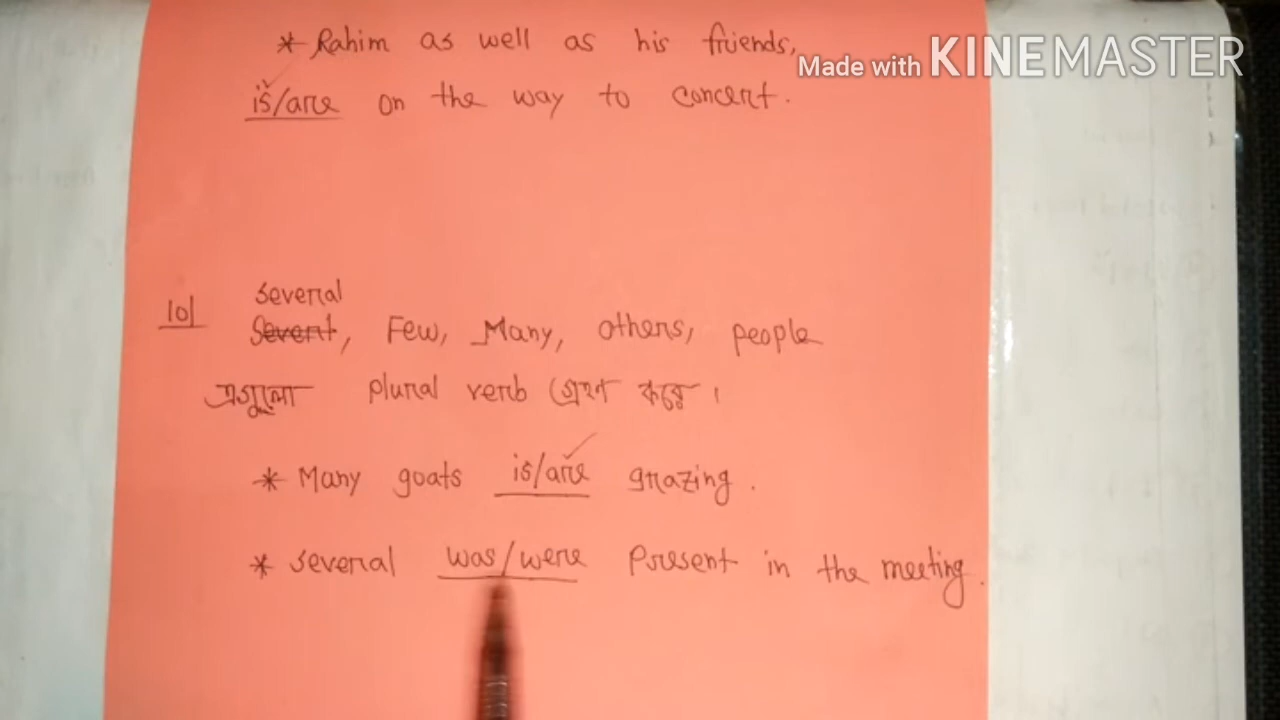 * Rahim as well as his friends,
Made with KINEMASTER
is/are on the way to concert.
several
10| Severt, Few, Many, others, people
এগুলো plural verb গ্রহণ করে।
* Many goats is/are grazing.
* several was/were Present in the meeting.